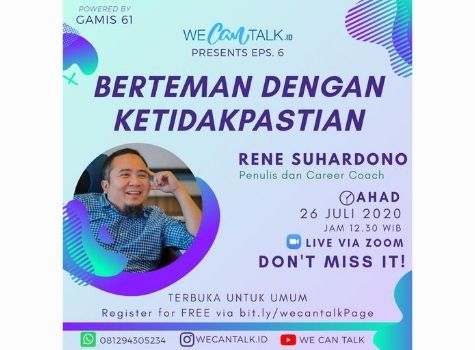 POWERED BY
GAMIS 61
WE Can TALK.ID
PRESENTS EPS. 6
BERTEMAN DENGAN
KETIDAKPASTIAN
RENE SUHARDONO
Penulis dan Career Coach
AHAD
26 JULI 2020
JAM 12.30 WIB
LIVE VIA ZOOM
DON'T MISS IT!
TERBUKA UNTUK UMUM
Register for FREE via bit.ly/wecantalkPage
081294305234 WECANTALK.ID WE CAN TALK